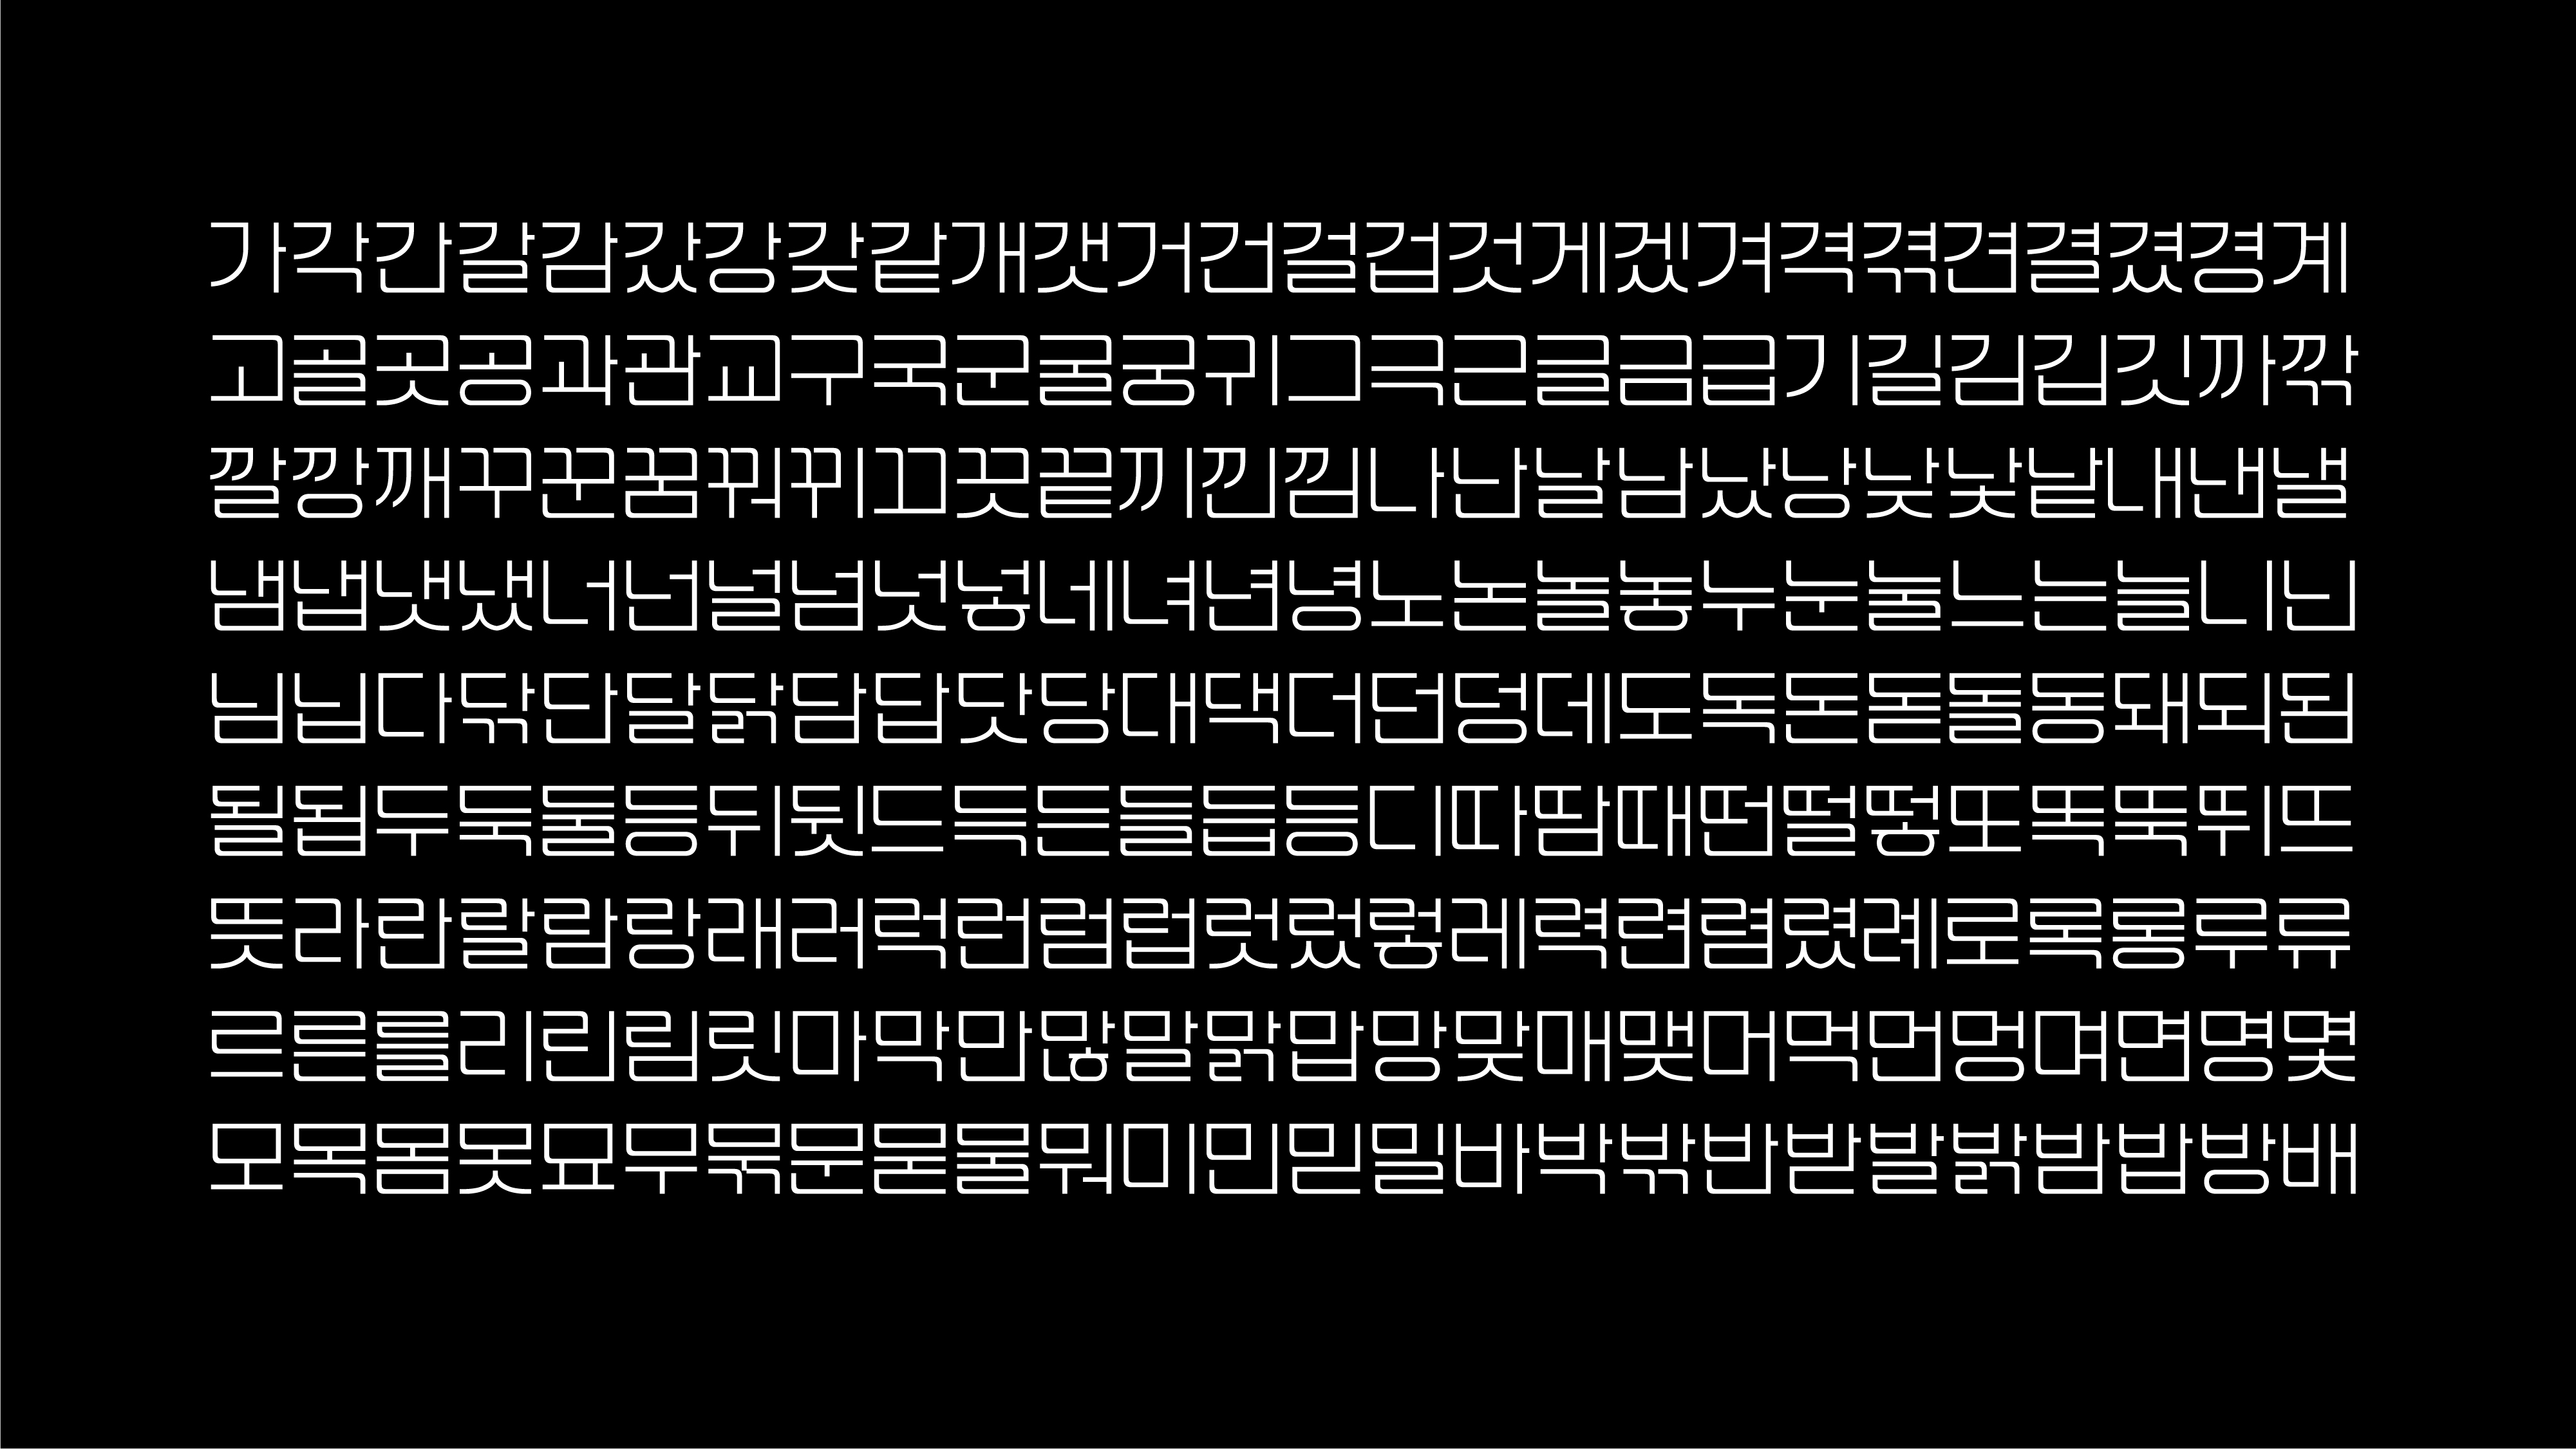 가각간갈감갔강갖같개갯거건걸겁것게겠겨격겪견결겼경계
고골곳공과관교구국군굴궁귀그극근글금급기길김깁깃까깎
깔깡깨꾸꾼꿈꿔뀌끄끗끝끼낀낌나난날남났낭낮낯낱내낸낼
냄냅냇냈너넌널넘넛넣네녀년녕노논놀놓누눈눌느는늘니닌
님닙다닦단달닭담답닷당대댁더던덩데도독돈돋돌동돼되된
될됩두둑둘등뒤뒷드득든들듭등디따땀때떤떨떻또똑뚝뛰뜨
뜻라란랄람랑래러럭런럼럽럿렀렇레력련렴렸례로록롱루류
르른를리린림릿마막만많말맑맙망맞매맺머먹먼멍며면명몇
모목몸못묘무묶문묻물뭐미민믿밀바박밖반받발밝밤밥방배